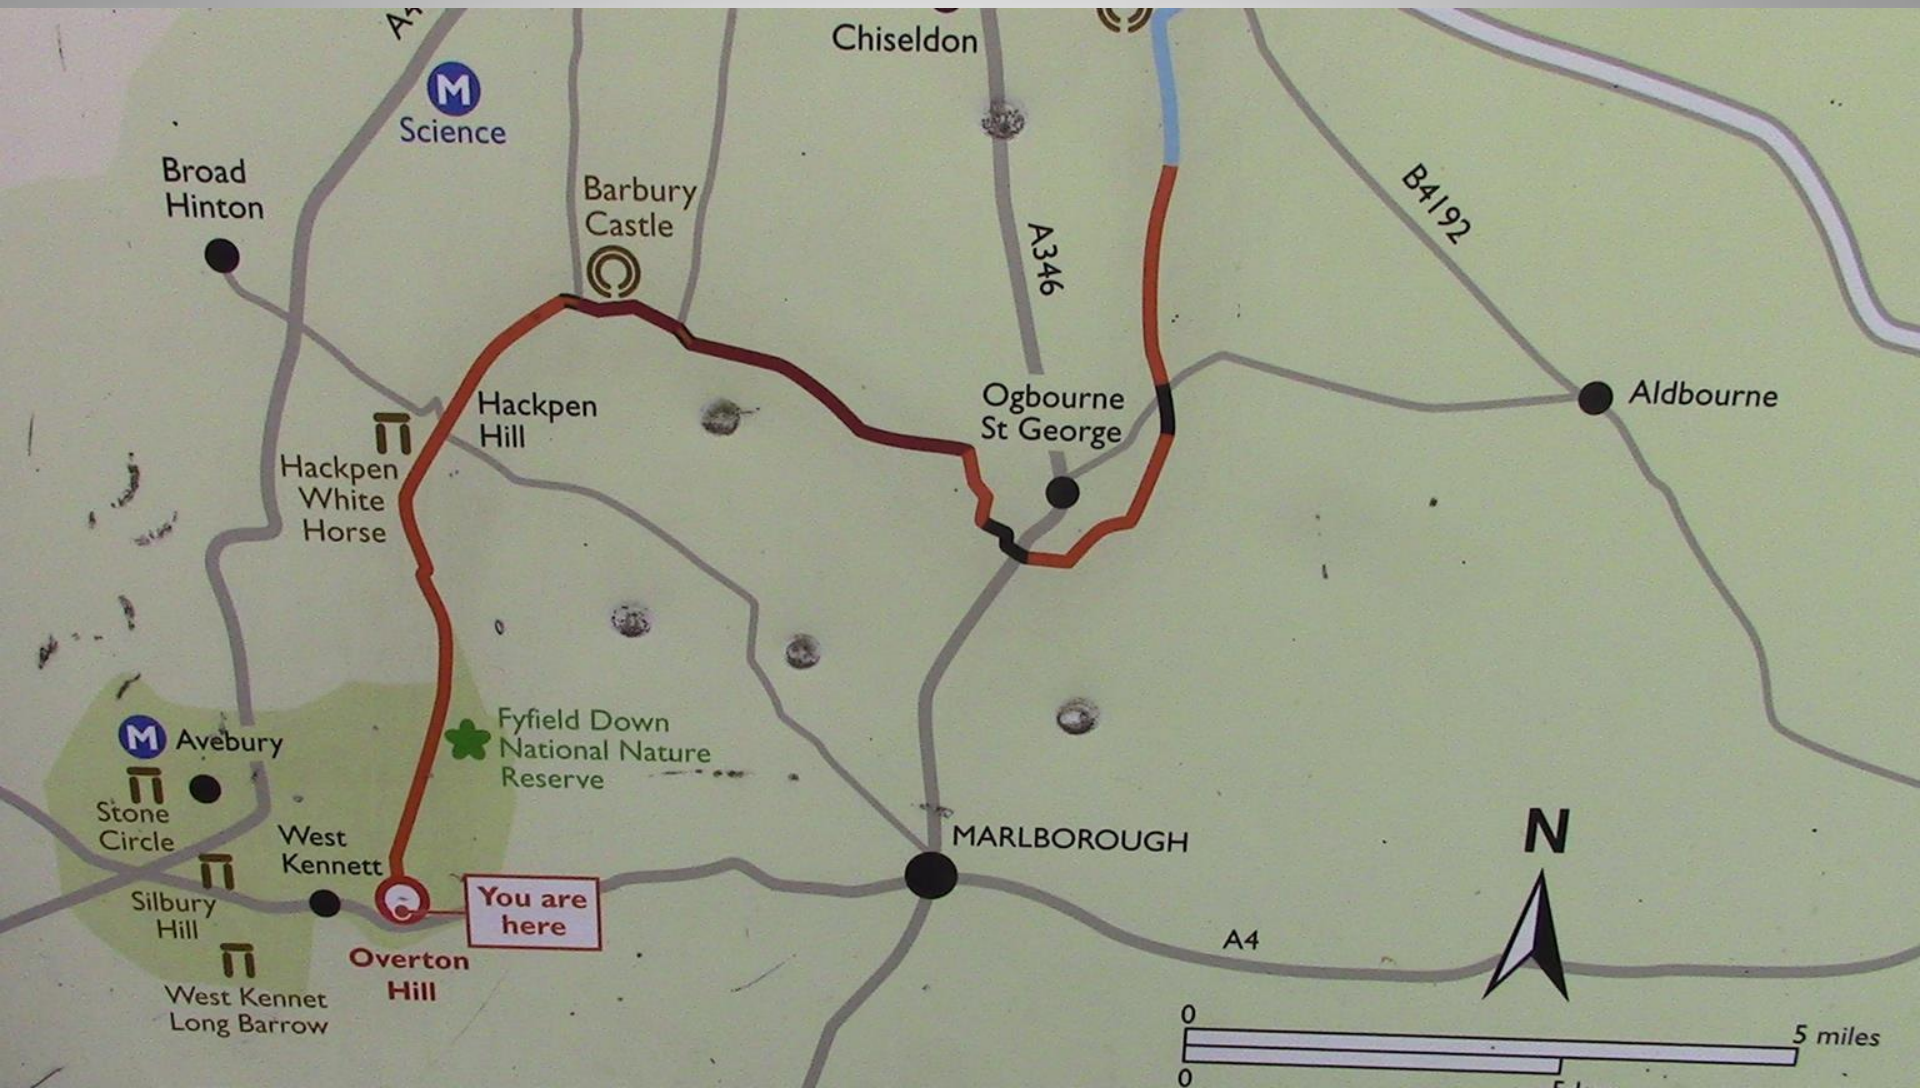 Chiseldon
M
Science
Broad
Hinton
Barbury
Castle
B4192
A346
Hackpen
Hill
Ogbourne
St George
Aldbourne
Hackpen
White
Horse
Fyfield Down
National Nature
Reserve
M
Avebury
Stone
Circle
West
Kennett
MARLBOROUGH
N
You are
here
Silbury
Hill
Overton
Hill
A4
West Kennet
Long Barrow
0
5 miles
0